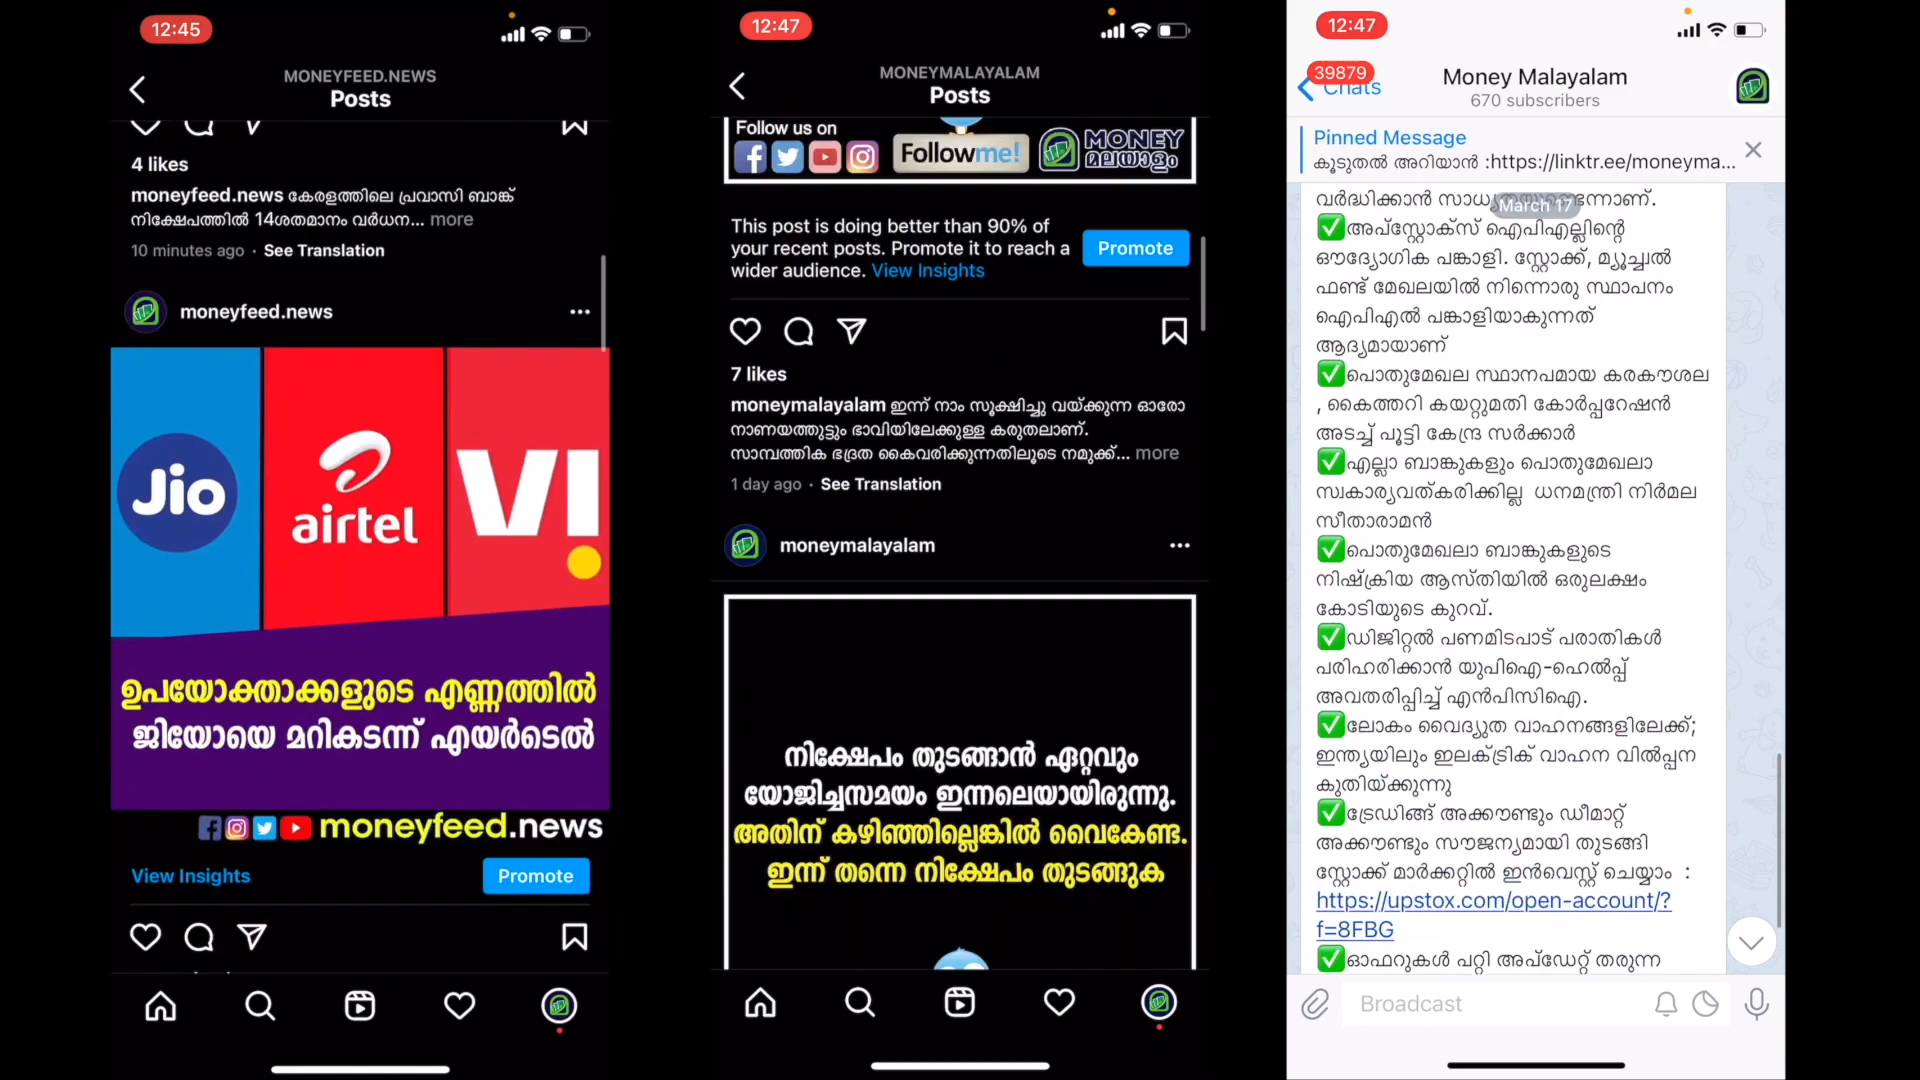 12:45
MONEYFEED.NEWS
Posts
4 likes
moneyfeed.news കേരളത്തിലെ പ്രവാസി ബാങ്ക്
നിക്ഷേപത്തിൽ 14ശതമാനം വർധന... more
10 minutes ago · See Translation
moneyfeed.news
Jio
airtel
VI
ഉപയോക്താക്കളുടെ എണ്ണത്തിൽ
ജിയോയെ മറികടന്ന് എയർടെൽ
moneyfeed.news
View Insights
Promote
12:47
MONEYMALAYALAM
Posts
Follow us on
Followme!
MONEY
മലയാളം
This post is doing better than 90% of
your recent posts. Promote it to reach a
wider audience. View Insights
Promote
7 likes
moneymalayalam ഇന്ന് നാം സൂക്ഷിച്ചു വയ്ക്കുന്ന ഓരോ
നാണയത്തുട്ടും ഭാവിയിലേക്കുള്ള കരുതലാണ്.
സാമ്പത്തിക ഭദ്രത കൈവരിക്കുന്നതിലൂടെ നമുക്ക്... more
1 day ago · See Translation
moneymalayalam
നിക്ഷേപം തുടങ്ങാൻ ഏറ്റവും
യോജിച്ചസമയം ഇന്നലെയായിരുന്നു.
അതിന് കഴിഞ്ഞില്ലെങ്കിൽ വൈകേണ്ട.
ഇന്ന് തന്നെ നിക്ഷേപം തുടങ്ങുക
12:47
39879
Chats
Money Malayalam
670 subscribers
Pinned Message
കൂടുതൽ അറിയാൻ :https://linktr.ee/moneyma...
വർദ്ധിക്കാൻ
March 17
✅അപ്സ്റ്റോക്സ് ഐപിഎല്ലിന്റെ
ഔദ്യോഗിക പങ്കാളി. സ്റ്റോക്ക്, മ്യൂച്വൽ
ഫണ്ട് മേഖലയിൽ നിന്നൊരു സ്ഥാപനം
ഐപിഎൽ പങ്കാളിയാകുന്നത്
ആദ്യമായാണ്
✅പൊതുമേഖല സ്ഥാപനമായ കരകൗശല
, കൈത്തറി കയറ്റുമതി കോർപ്പറേഷൻ
അടച്ച് പൂട്ടി കേന്ദ്ര സർക്കാർ
✅എല്ലാ ബാങ്കുകളും പൊതുമേഖലാ
സ്വകാര്യവത്കരിക്കില്ല ധനമന്ത്രി നിർമല
സീതാരാമൻ
✅പൊതുമേഖലാ ബാങ്കുകളുടെ
നിഷ്ക്രിയ ആസ്തിയിൽ ഒരുലക്ഷം
കോടിയുടെ കുറവ്.
✅ഡിജിറ്റൽ പണമിടപാട് പരാതികൾ
പരിഹരിക്കാൻ യുപിഐ-ഹെൽപ്പ്
അവതരിപ്പിച്ച് എൻപിസിഐ.
✅ലോകം വൈദ്യുത വാഹനങ്ങളിലേക്ക്;
ഇന്ത്യയിലും ഇലക്ട്രിക് വാഹന വിൽപ്പന
കുതിയ്ക്കുന്നു
✅ട്രേഡിങ്ങ് അക്കൗണ്ടും ഡീമാറ്റ്
അക്കൗണ്ടും സൗജന്യമായി തുടങ്ങി
സ്റ്റോക്ക് മാർക്കറ്റിൽ ഇൻവെസ്റ്റ് ചെയ്യാം :
https://upstox.com/open-account/?
f=8FBG
✅ഓഫറുകൾ പറ്റി അപ്ഡേറ്റ് തരുന്ന
Broadcast